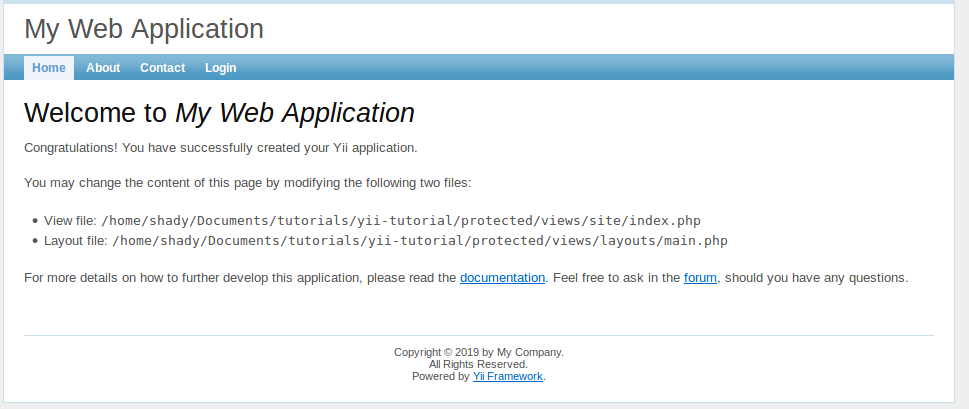 My Web Application
Home About Contact Login
Welcome to My Web Application
Congratulations! You have successfully created your Yii application.
You may change the content of this page by modifying the following two files:
• View file: /home/shady/Documents/tutorials/yii-tutorial/protected/views/site/index.php
• Layout file: /home/shady/Documents/tutorials/yii-tutorial/protected/views/layouts/main.php
For more details on how to further develop this application, please read the documentation. Feel free to ask in the forum, should you have any questions.
Copyright © 2019 by My Company.
All Rights Reserved.
Powered by Yii Framework.